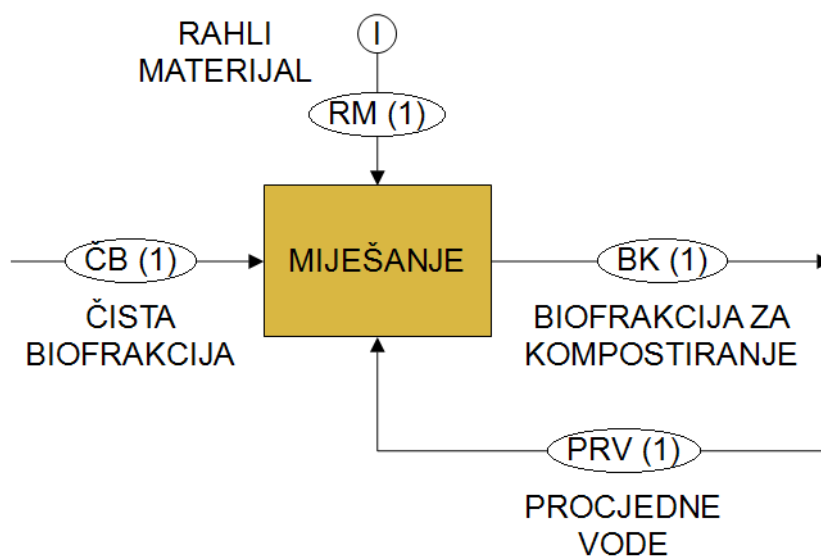 RAHLI
MATERIJAL
I
RM (1)
ČB (1)
MIJEŠANJE
BK (1)
ČISTA
BIOFRAKCIJA
BIOFRAKCIJA ZA
KOMPOSTIRANJE
PRV (1)
PROCJEDNE
VODE